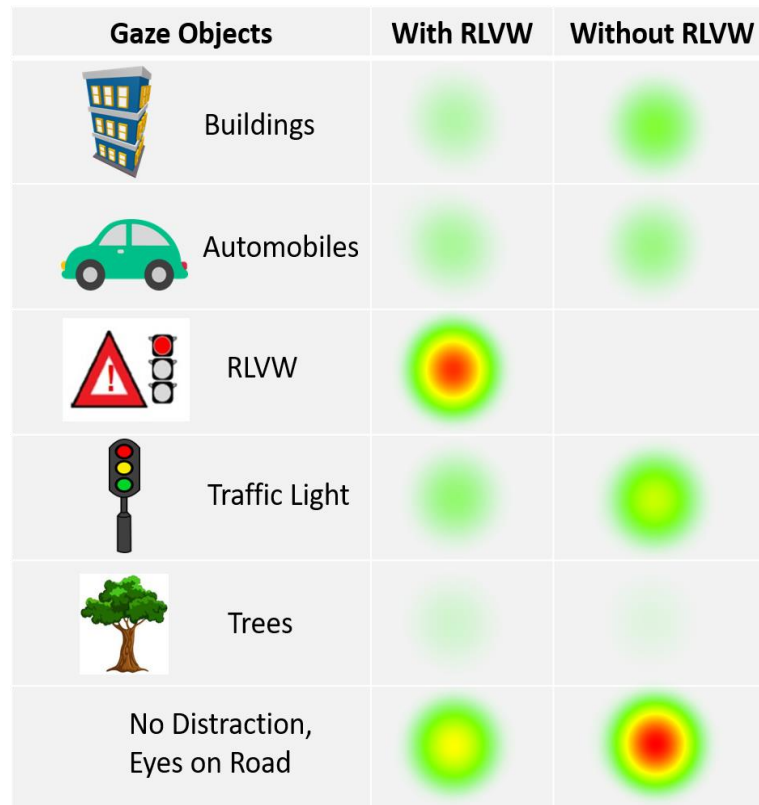 Gaze Objects With RLVW Without RLVW
Buildings
Automobiles
!
RLVW
Traffic Light
Trees
No Distraction,
Eyes on Road